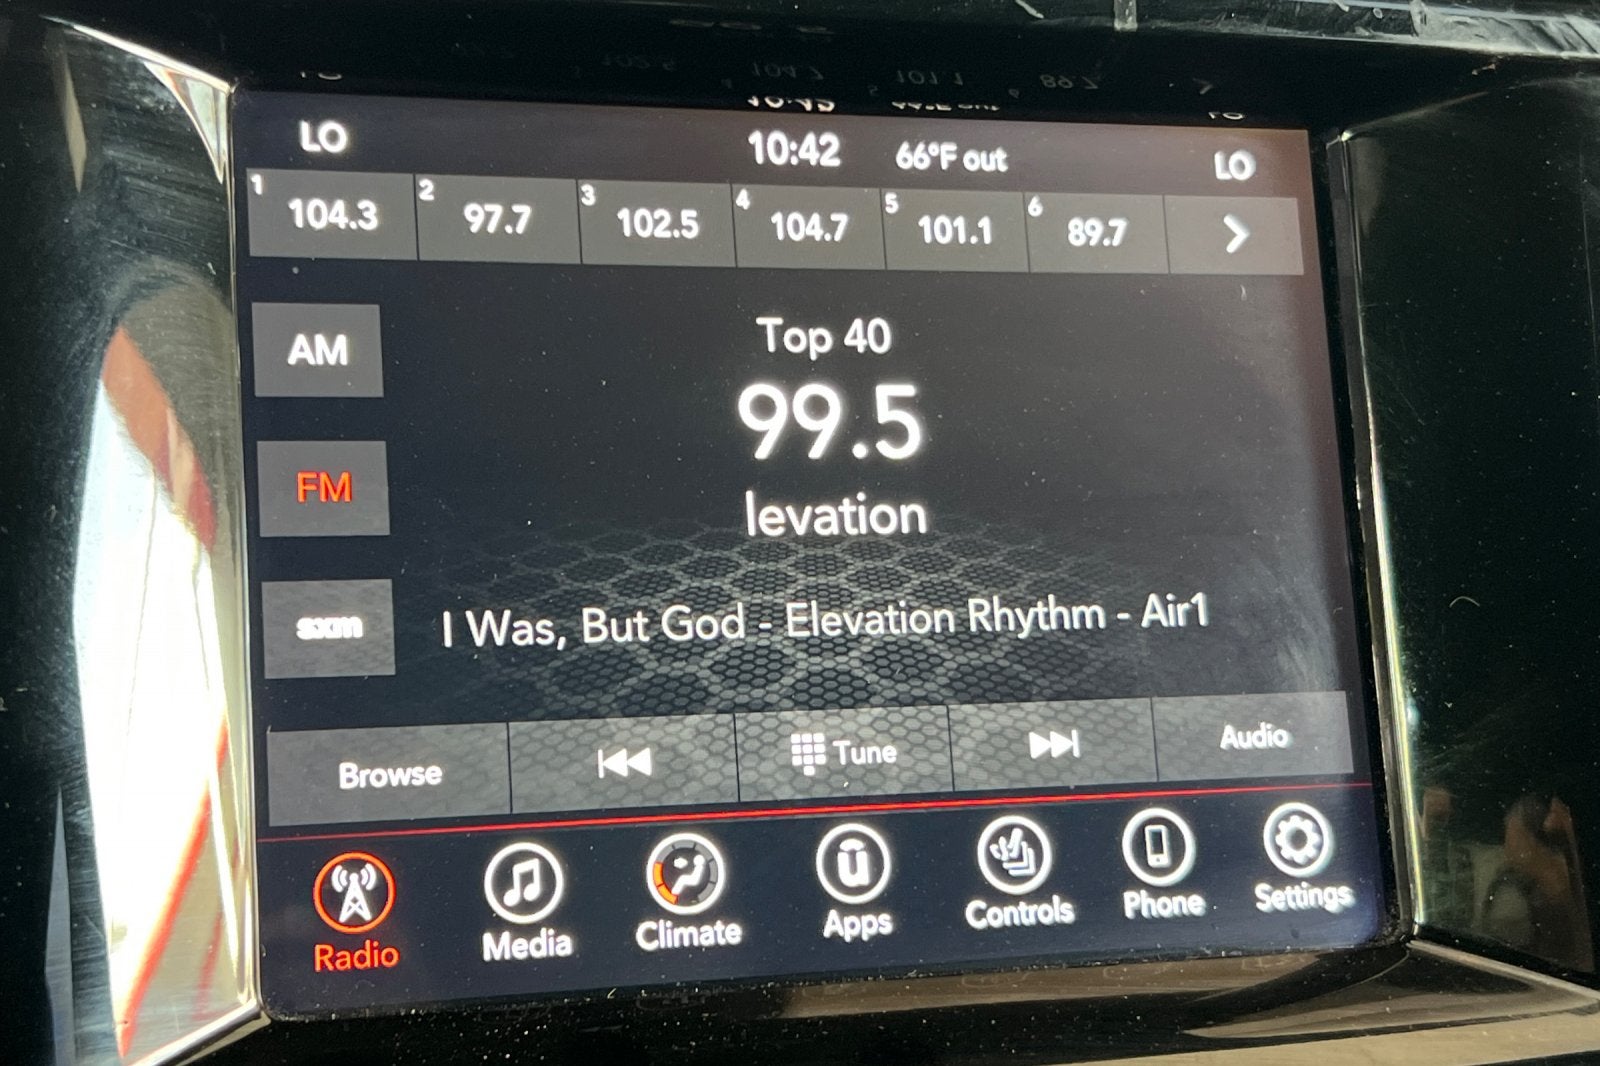 LO 10:42 66°F out LO
1 104.3 2 97.7 3 102.5 4 104.7 5 101.1 6 89.7
Top 40
AM
99.5
FM
levation
sxm
I Was, But God - Elevation Rhythm - Air1
Browse Tune Audio
Radio Media Climate Apps Controls Phone Settings